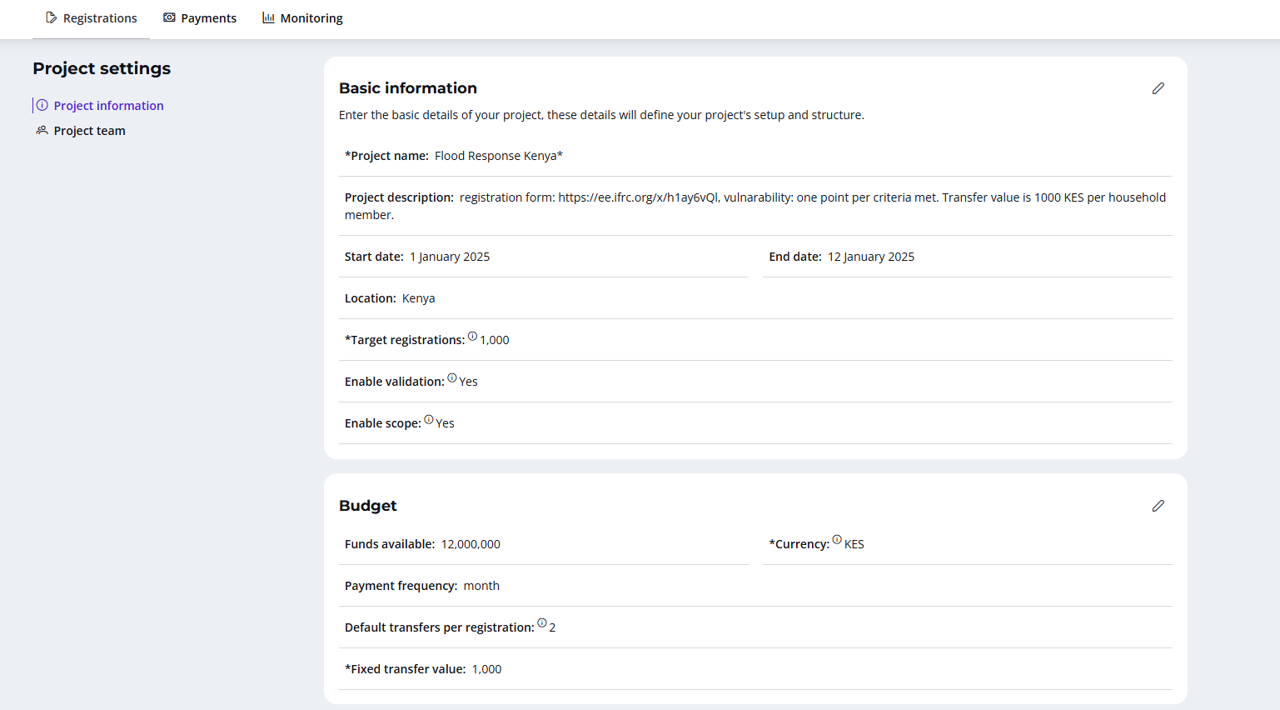 Registrations Payments Monitoring
Project settings
Project information
Project team
Basic information
Enter the basic details of your project, these details will define your project's setup and structure.
*Project name: Flood Response Kenya*
Project description: registration form: https://ee.ifrc.org/x/h1ay6vQl, vulnarability: one point per criteria met. Transfer value is 1000 KES per household
member.
Start date: 1 January 2025 End date: 12 January 2025
Location: Kenya
*Target registrations: 1,000
Enable validation: Yes
Enable scope: Yes
Budget
Funds available: 12,000,000 *Currency: KES
Payment frequency: month
Default transfers per registration: 2
*Fixed transfer value: 1,000